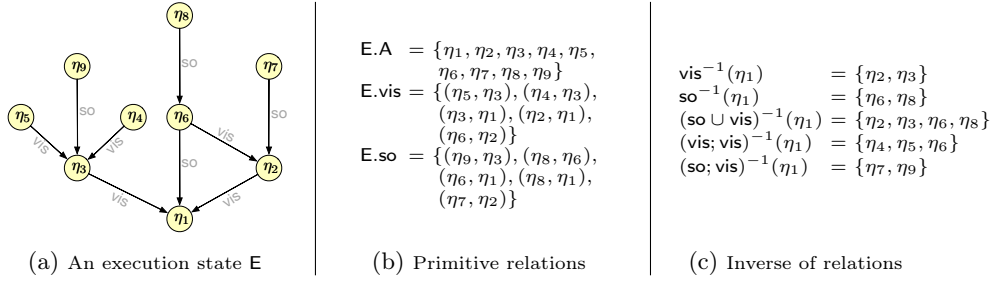 η8
so
η9
η7
η5
so
η4
η6
so
vis
vis
vis
η3
so
η2
vis
vis
η1
(a) An execution state E
E.A = {η1, η2, η3, η4, η5,
η6, η7, η8, η9}
E.vis = {(η5, η3), (η4, η3),
(η3, η1), (η2, η1),
(η6, η2)}
E.so = {(η9, η3), (η8, η6),
(η6, η1), (η8, η1),
(η7, η2)}
(b) Primitive relations
vis⁻¹(η1) = {η2, η3}
so⁻¹(η1) = {η6, η8}
(so ∪ vis)⁻¹(η1) = {η2, η3, η6, η8}
(vis; vis)⁻¹(η1) = {η4, η5, η6}
(so; vis)⁻¹(η1) = {η7, η9}
(c) Inverse of relations